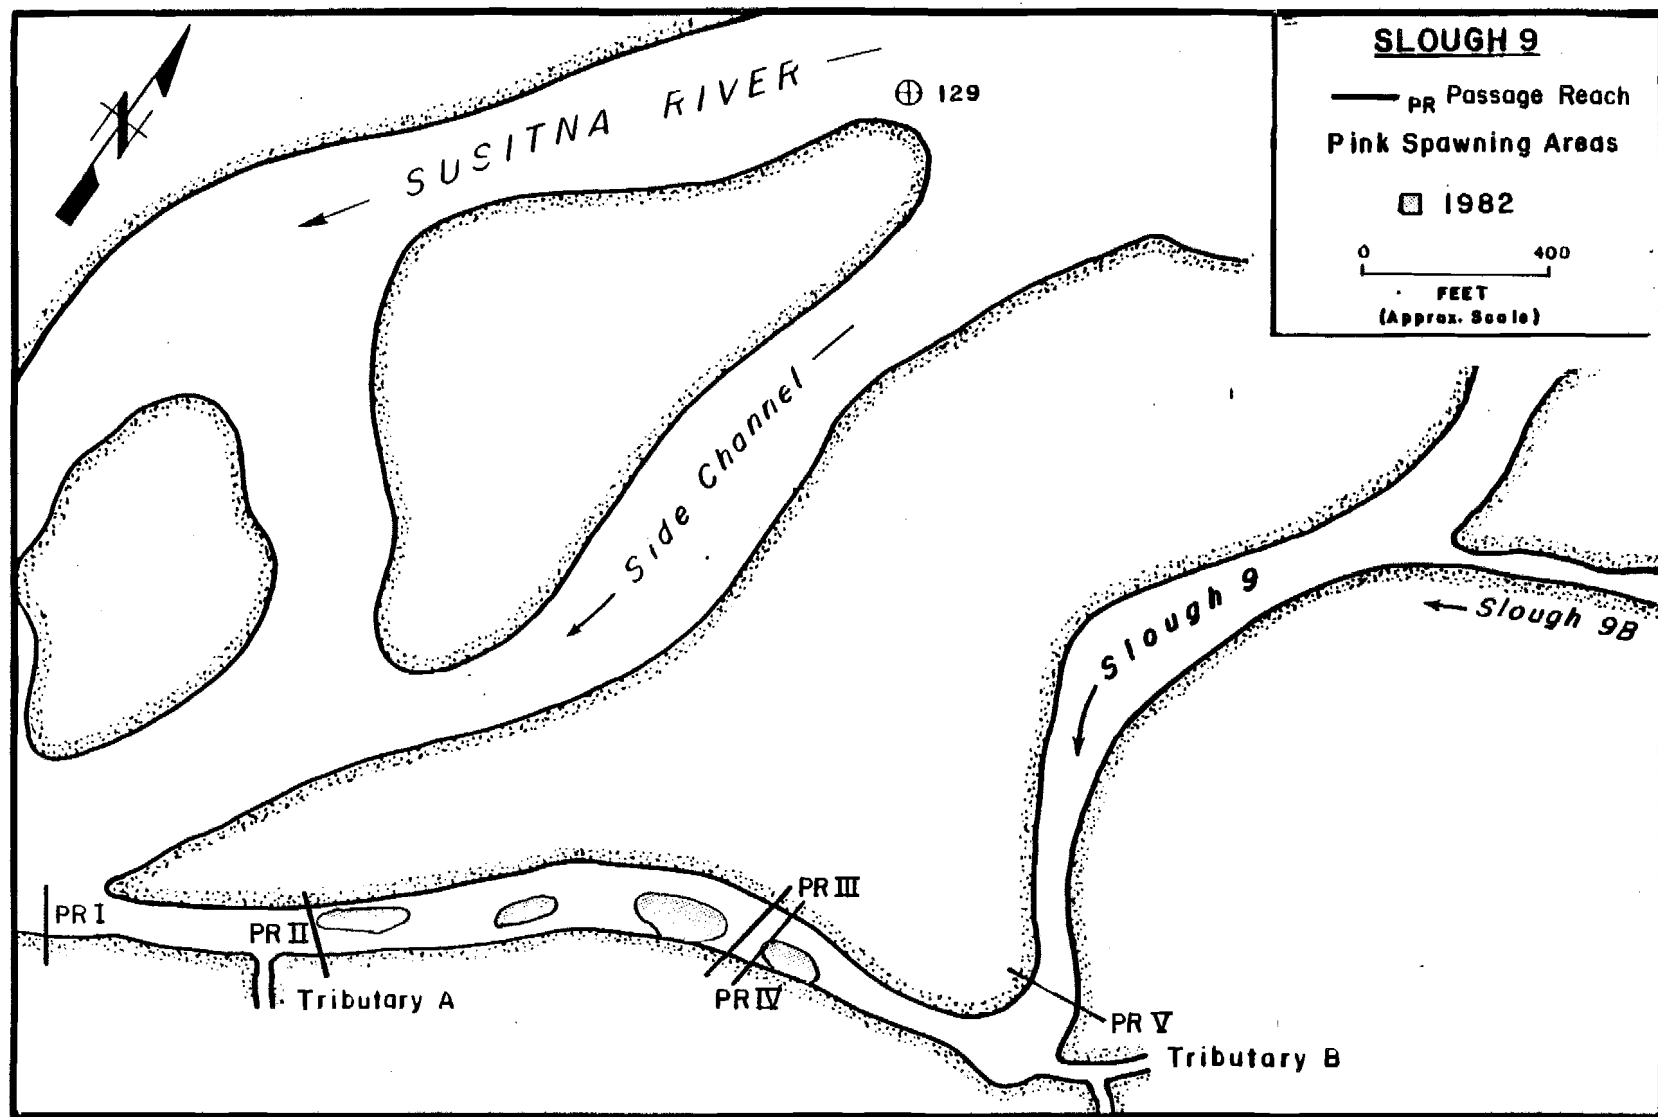 SLOUGH 9
PR Passage Reach
Pink Spawning Areas
1982
0 400
FEET
(Approx. Scale)
SUSITNA RIVER
129
Side Channel
Slough 9
Slough 9B
PR I
PR II
PR III
PR IV
PR V
Tributary A
Tributary B